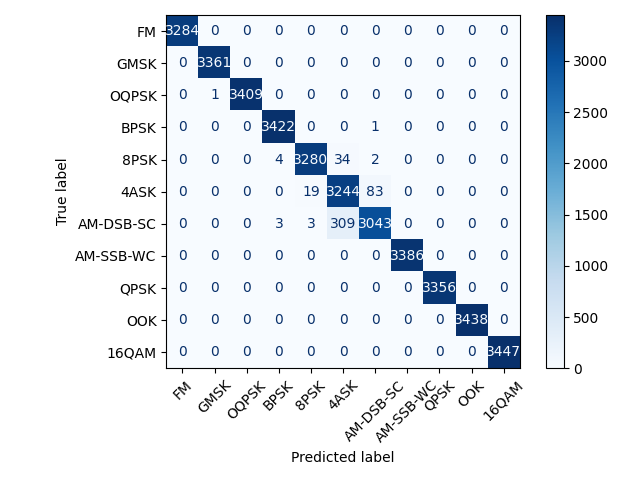 FM 3284 0 0 0 0 0 0 0 0 0 0
GMSK 0 3361 0 0 0 0 0 0 0 0 0
OQPSK 0 1 3409 0 0 0 0 0 0 0 0
BPSK 0 0 0 3422 0 0 1 0 0 0 0
8PSK 0 0 0 4 3280 34 2 0 0 0 0
4ASK 0 0 0 0 19 3244 83 0 0 0 0
AM-DSB-SC 0 0 0 3 3 309 3043 0 0 0 0
AM-SSB-WC 0 0 0 0 0 0 0 3386 0 0 0
QPSK 0 0 0 0 0 0 0 0 3356 0 0
OOK 0 0 0 0 0 0 0 0 0 3438 0
16QAM 0 0 0 0 0 0 0 0 0 0 3447
FM GMSK OQPSK BPSK 8PSK 4ASK AM-DSB-SC AM-SSB-WC QPSK OOK 16QAM
Predicted label
True label
3000
2500
2000
1500
1000
500
0